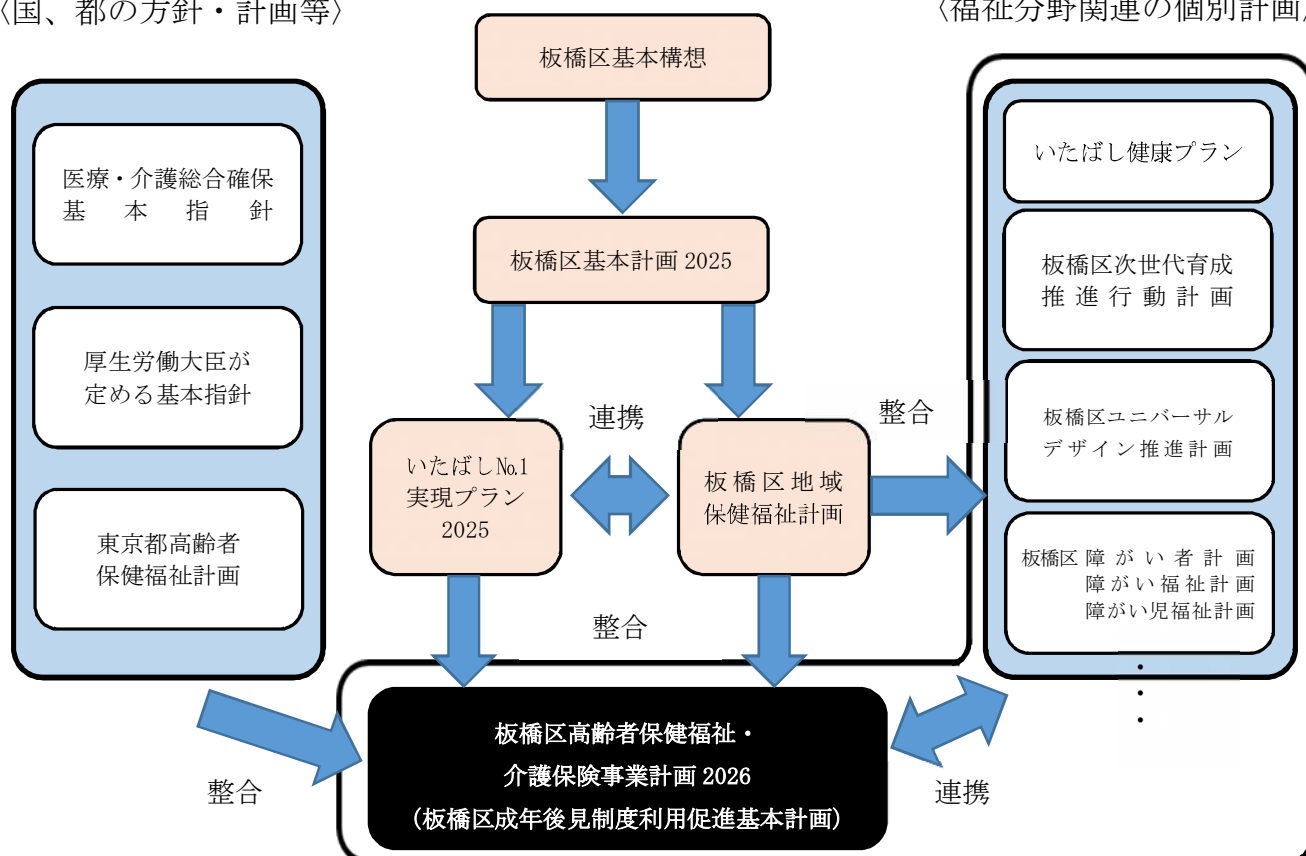 〈国、都の方針・計画等〉
医療・介護総合確保
基本指針
厚生労働大臣が
定める基本指針
東京都高齢者
保健福祉計画
整合
板橋区基本構想
板橋区基本計画 2025
いたばし№1
実現プラン
2025
連携
板橋区地域
保健福祉計画
整合
整合
板橋区高齢者保健福祉・
介護保険事業計画 2026
(板橋区成年後見制度利用促進基本計画)
連携
〈福祉分野関連の個別計画〉
いたばし健康プラン
板橋区次世代育成
推進行動計画
板橋区ユニバーサル
デザイン推進計画
板橋区障がい者計画
障がい福祉計画
障がい児福祉計画
・
・
・